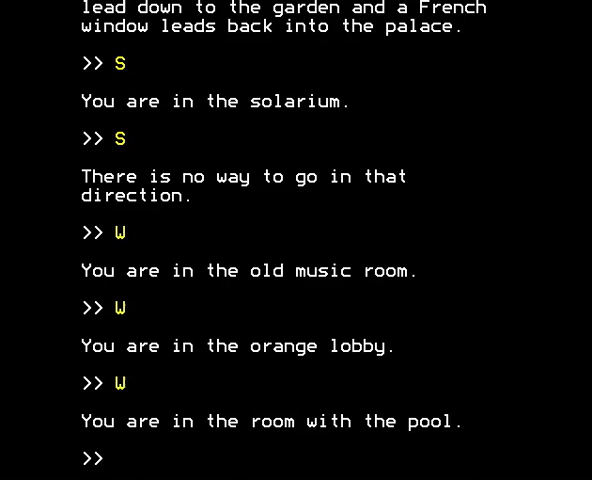 lead down to the garden and a French
window leads back into the palace.
>> S
You are in the solarium.
>> S
There is no way to go in that
direction.
>> W
You are in the old music room.
>> W
You are in the orange lobby.
>> W
You are in the room with the pool.
>>